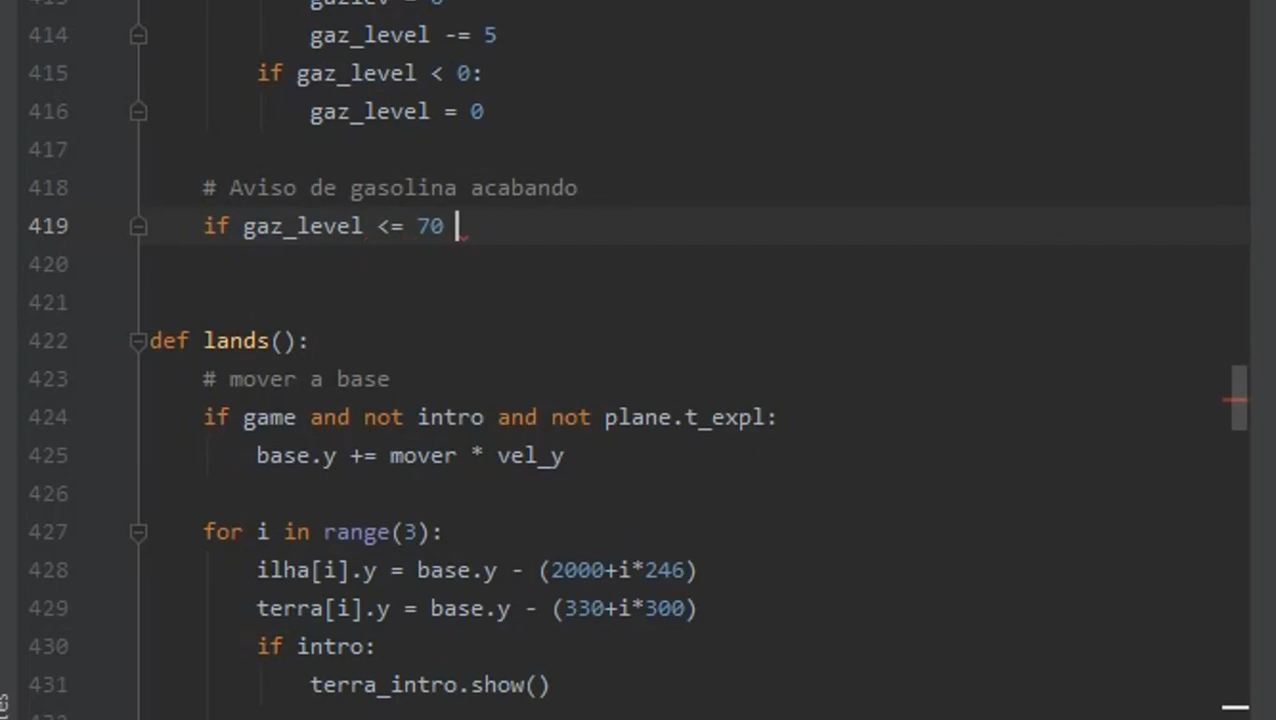 413 gazlev = 0
414 gaz_level -= 5
415 if gaz_level < 0:
416 gaz_level = 0
417
418 # Aviso de gasolina acabando
419 if gaz_level <= 70
420
421
422 def lands():
423 # mover a base
424 if game and not intro and not plane.t_expl:
425 base.y += mover * vel_y
426
427 for i in range(3):
428 ilha[i].y = base.y - (2000+i*246)
429 terra[i].y = base.y - (330+i*300)
430 if intro:
431 terra_intro.show()